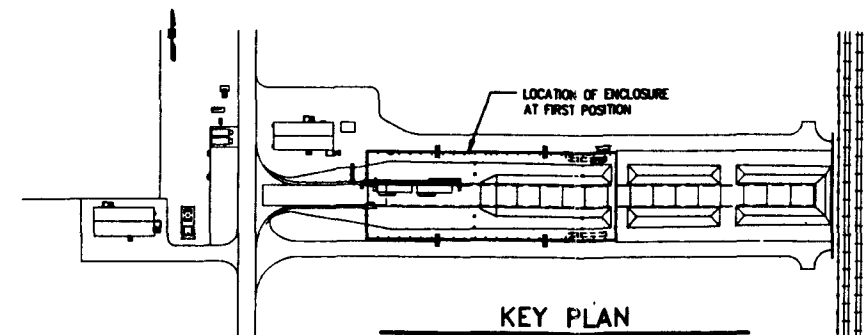 LOCATION OF ENCLOSURE
AT FIRST POSITION
KEY PLAN